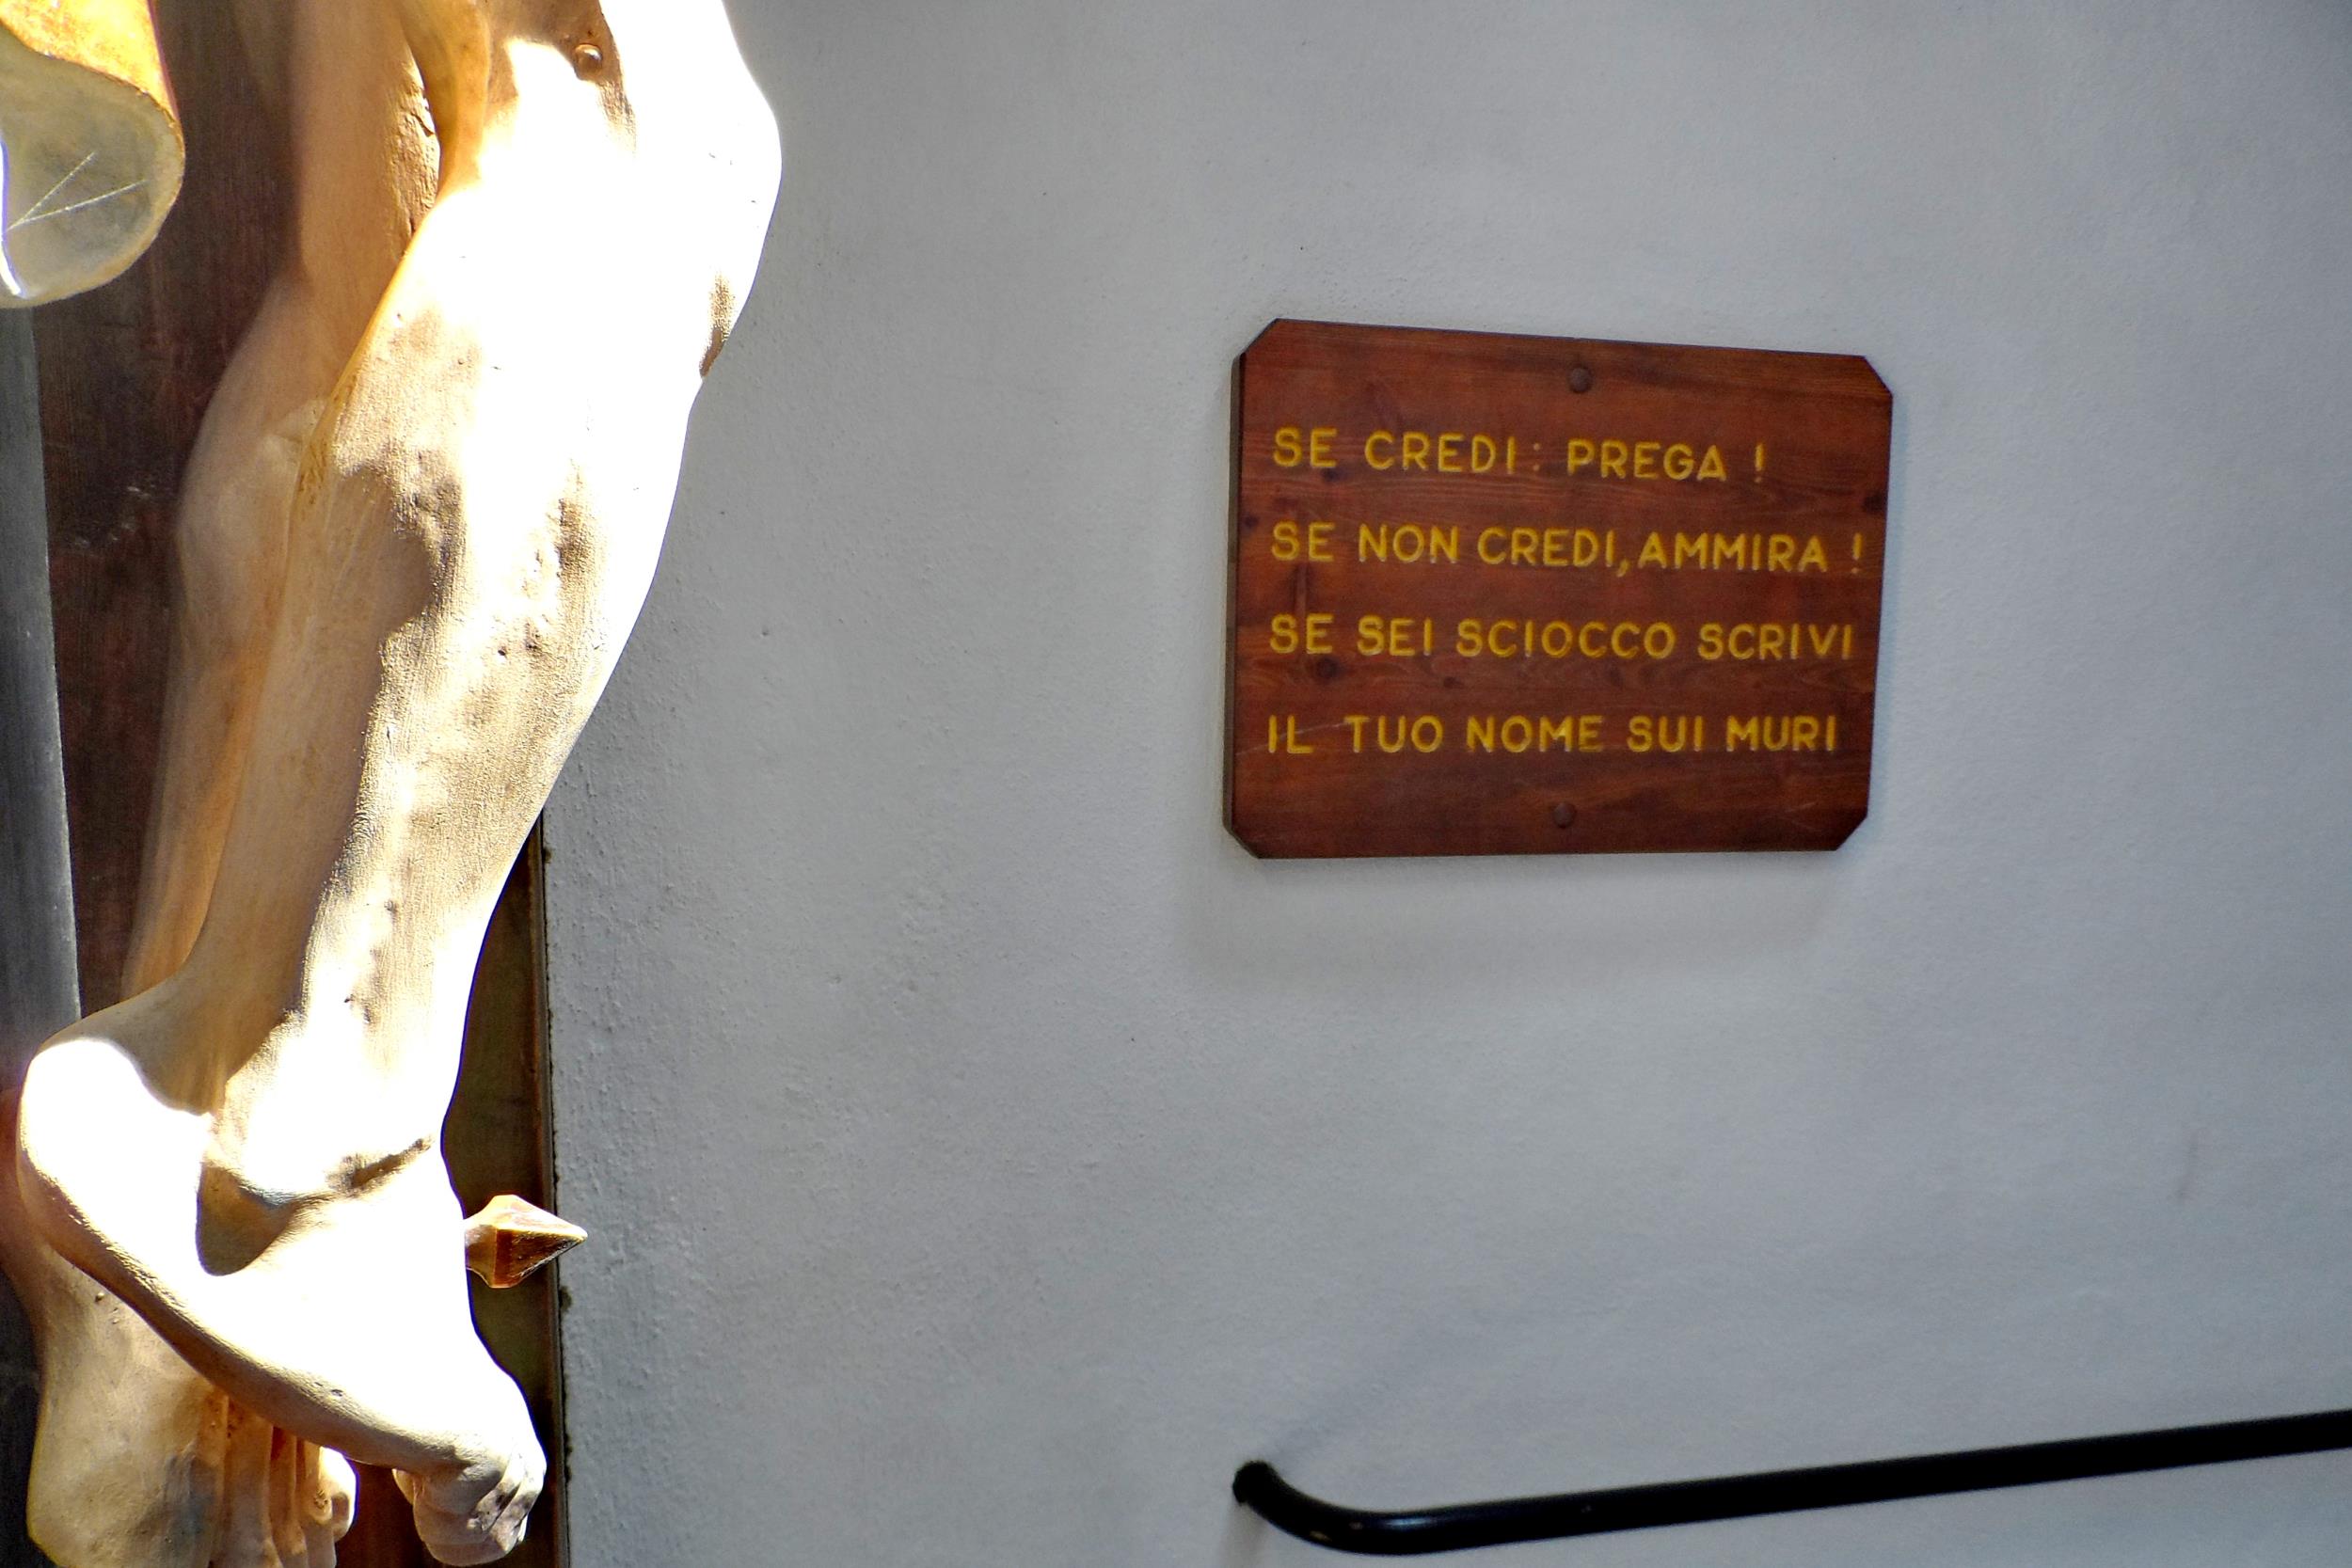 SE CREDI: PREGA !
SE NON CREDI, AMMIRA !
SE SEI SCIOCCO SCRIVI
IL TUO NOME SUI MURI